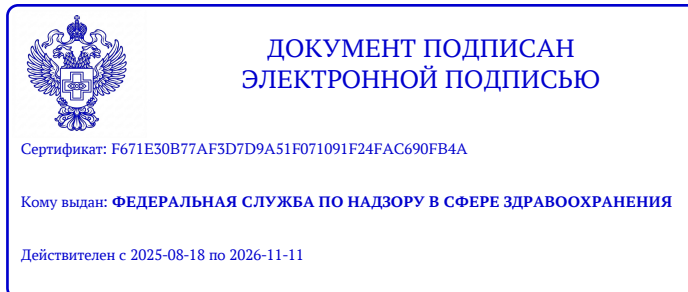 ДОКУМЕНТ ПОДПИСАН
ЭЛЕКТРОННОЙ ПОДПИСЬЮ
Сертификат: F671E30B77AF3D7D9A51F071091F24FAC690FB4A
Кому выдан: ФЕДЕРАЛЬНАЯ СЛУЖБА ПО НАДЗОРУ В СФЕРЕ ЗДРАВООХРАНЕНИЯ
Действителен с 2025-08-18 по 2026-11-11